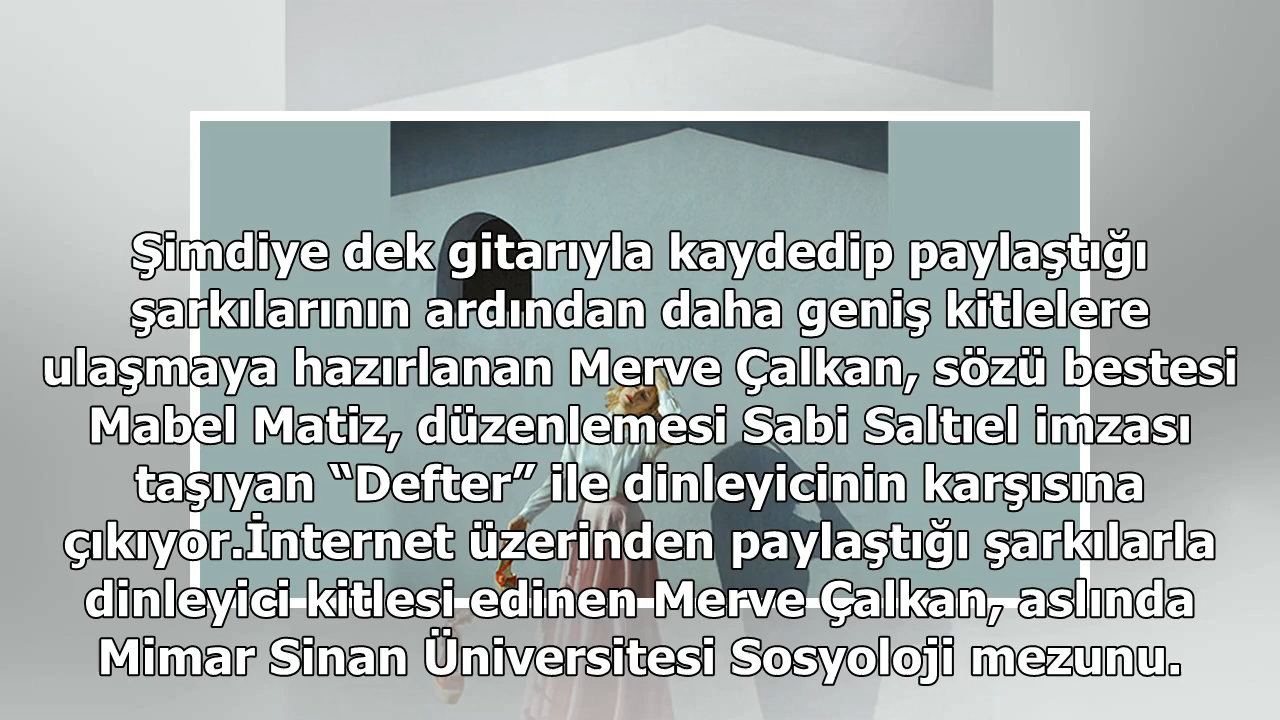 Şimdiye dek gitarıyla kaydedip paylaştığı
şarkılarının ardından daha geniş kitlelere
ulaşmaya hazırlanan Merve Çalkan, sözü bestesi
Mabel Matiz, düzenlemesi Sabi Saltıel imzası
taşıyan “Defter” ile dinleyicinin karşısına
çıkıyor.İnternet üzerinden paylaştığı şarkılarla
dinleyici kitlesi edinen Merve Çalkan, aslında
Mimar Sinan Üniversitesi Sosyoloji mezunu.